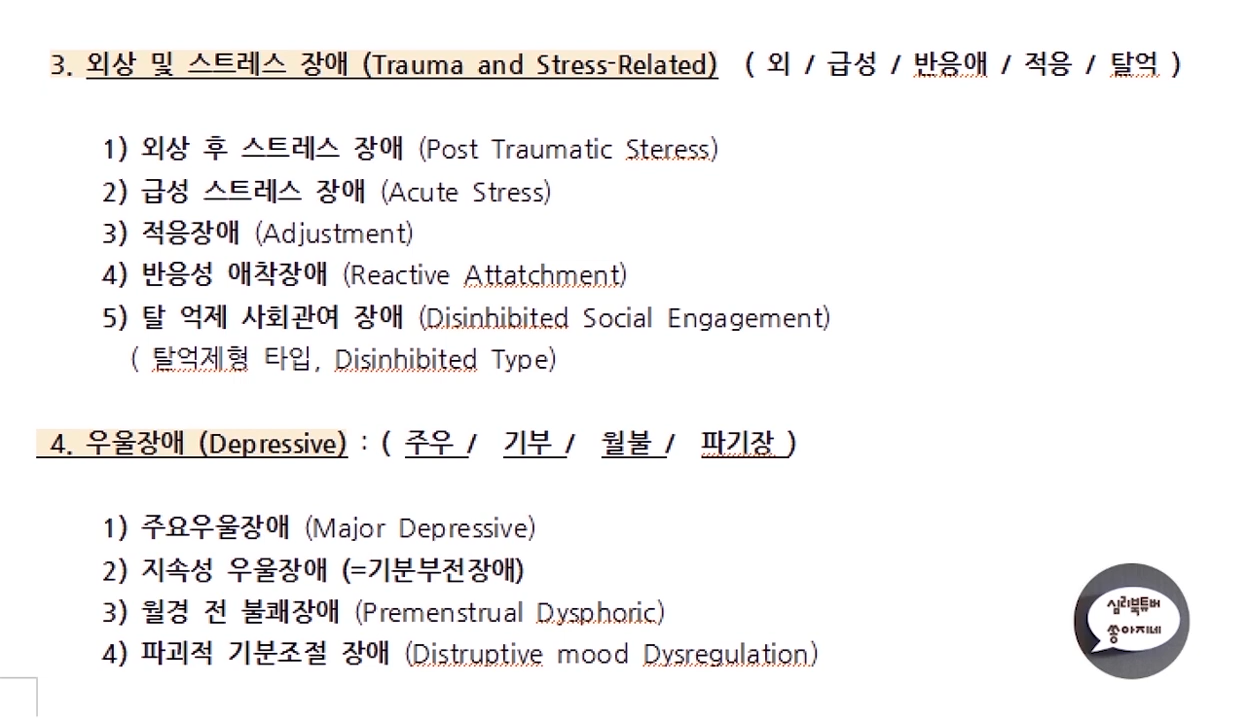 3. 외상 및 스트레스 장애 (Trauma and Stress-Related) ( 외 / 급성 / 반응애 / 적응 / 탈억 )
1) 외상 후 스트레스 장애 (Post Traumatic Steress)
2) 급성 스트레스 장애 (Acute Stress)
3) 적응장애 (Adjustment)
4) 반응성 애착장애 (Reactive Attatchment)
5) 탈 억제 사회관여 장애 (Disinhibited Social Engagement)
( 탈억제형 타입, Disinhibited Type)
4. 우울장애 (Depressive) : ( 주우 / 기부 / 월불 / 파기장 )
1) 주요우울장애 (Major Depressive)
2) 지속성 우울장애 (=기분부전장애)
3) 월경 전 불쾌장애 (Premenstrual Dysphoric)
4) 파괴적 기분조절 장애 (Distruptive mood Dysregulation)
심리북튜버
쏭아지네